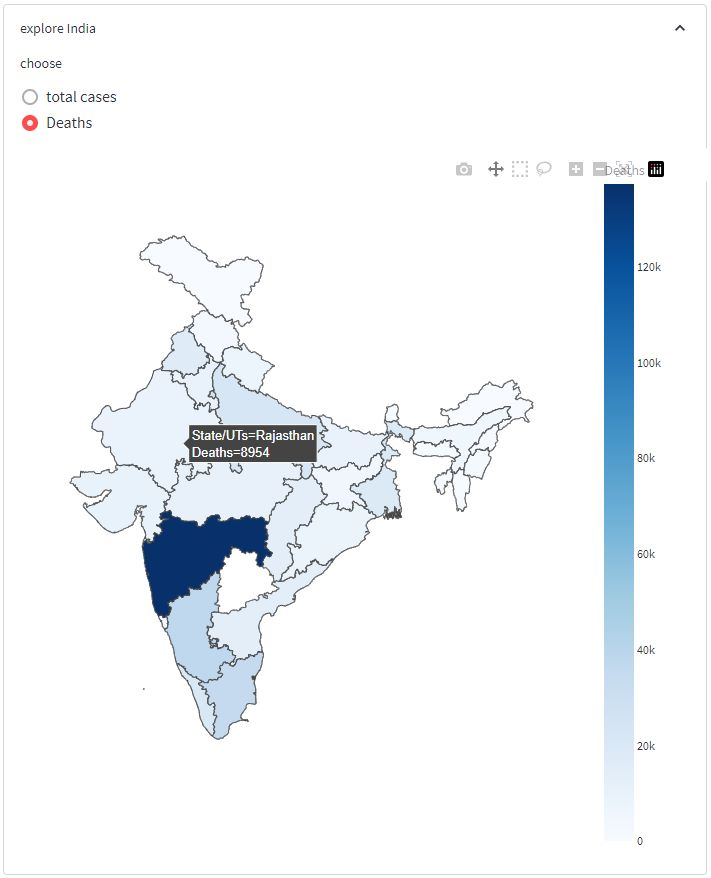 explore India
choose
total cases
Deaths
Deaths
120k
100k
80k
State/UTs=Rajasthan
Deaths=8954
60k
40k
20k
0